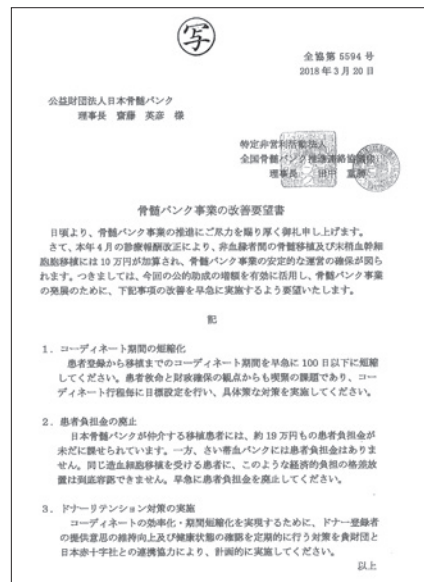 写
全協第 5594 号
2018 年 3 月 20 日
公益財団法人日本骨髄バンク
理事長 齋藤 英彦 様
特定非営利活動法人
全国骨髄バンク推進連絡協議会
理事長 田中 重勝
骨髄バンク事業の改善要望書
日頃より、骨髄バンク事業の推進にご尽力を賜り厚く御礼申し上げます。
さて、本年 4 月の診療報酬改正により、非血縁者間の骨髄移植及び末梢血幹細
胞移植には 10 万円が加算され、骨髄バンク事業の安定的な運営の確保が図ら
れます。つきましては、今回の公的助成の増額を有効に活用し、骨髄バンク事業
の発展のために、下記事項の改善を早急に実施するよう要望いたします。
記
1．コーディネート期間の短縮化
患者登録から移植までのコーディネート期間を早急に 100 日以下に短縮
してください。患者救命と財政確保の観点からも喫緊の課題であり、コー
ディネート行程毎に目標設定を行い、具体策な対策を実施してください。
2．患者負担金の廃止
日本骨髄バンクが仲介する移植患者には、約 19 万円もの患者負担金が
未だに課せられています。一方、さい帯血バンクには患者負担金はありま
せん。同じ造血細胞移植を受ける患者に、このような経済的負担の格差放
置は到底容認できません。早急に患者負担金を廃止してください。
3．ドナーリテンション対策の実施
コーディネートの効率化・期間短縮化を実現するために、ドナー登録者
の提供意思の維持向上及び健康状態の確認を定期的に行う対策を貴財団と
日本赤十字社との連携協力により、計画的に実施してください。
以上